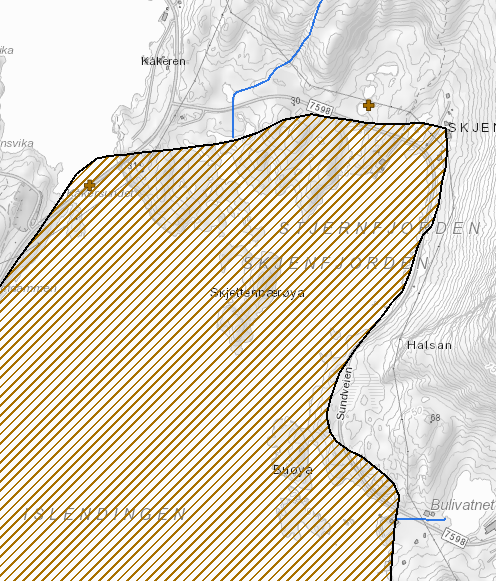 Kåkeren
30
7598
SKJEN
STJERNFJORDEN
SKJENFJORDEN
Skjettenbærøya
Halsan
Sundveien
68
Buøya
Bulivatnet
ISLENDINGEN
7598